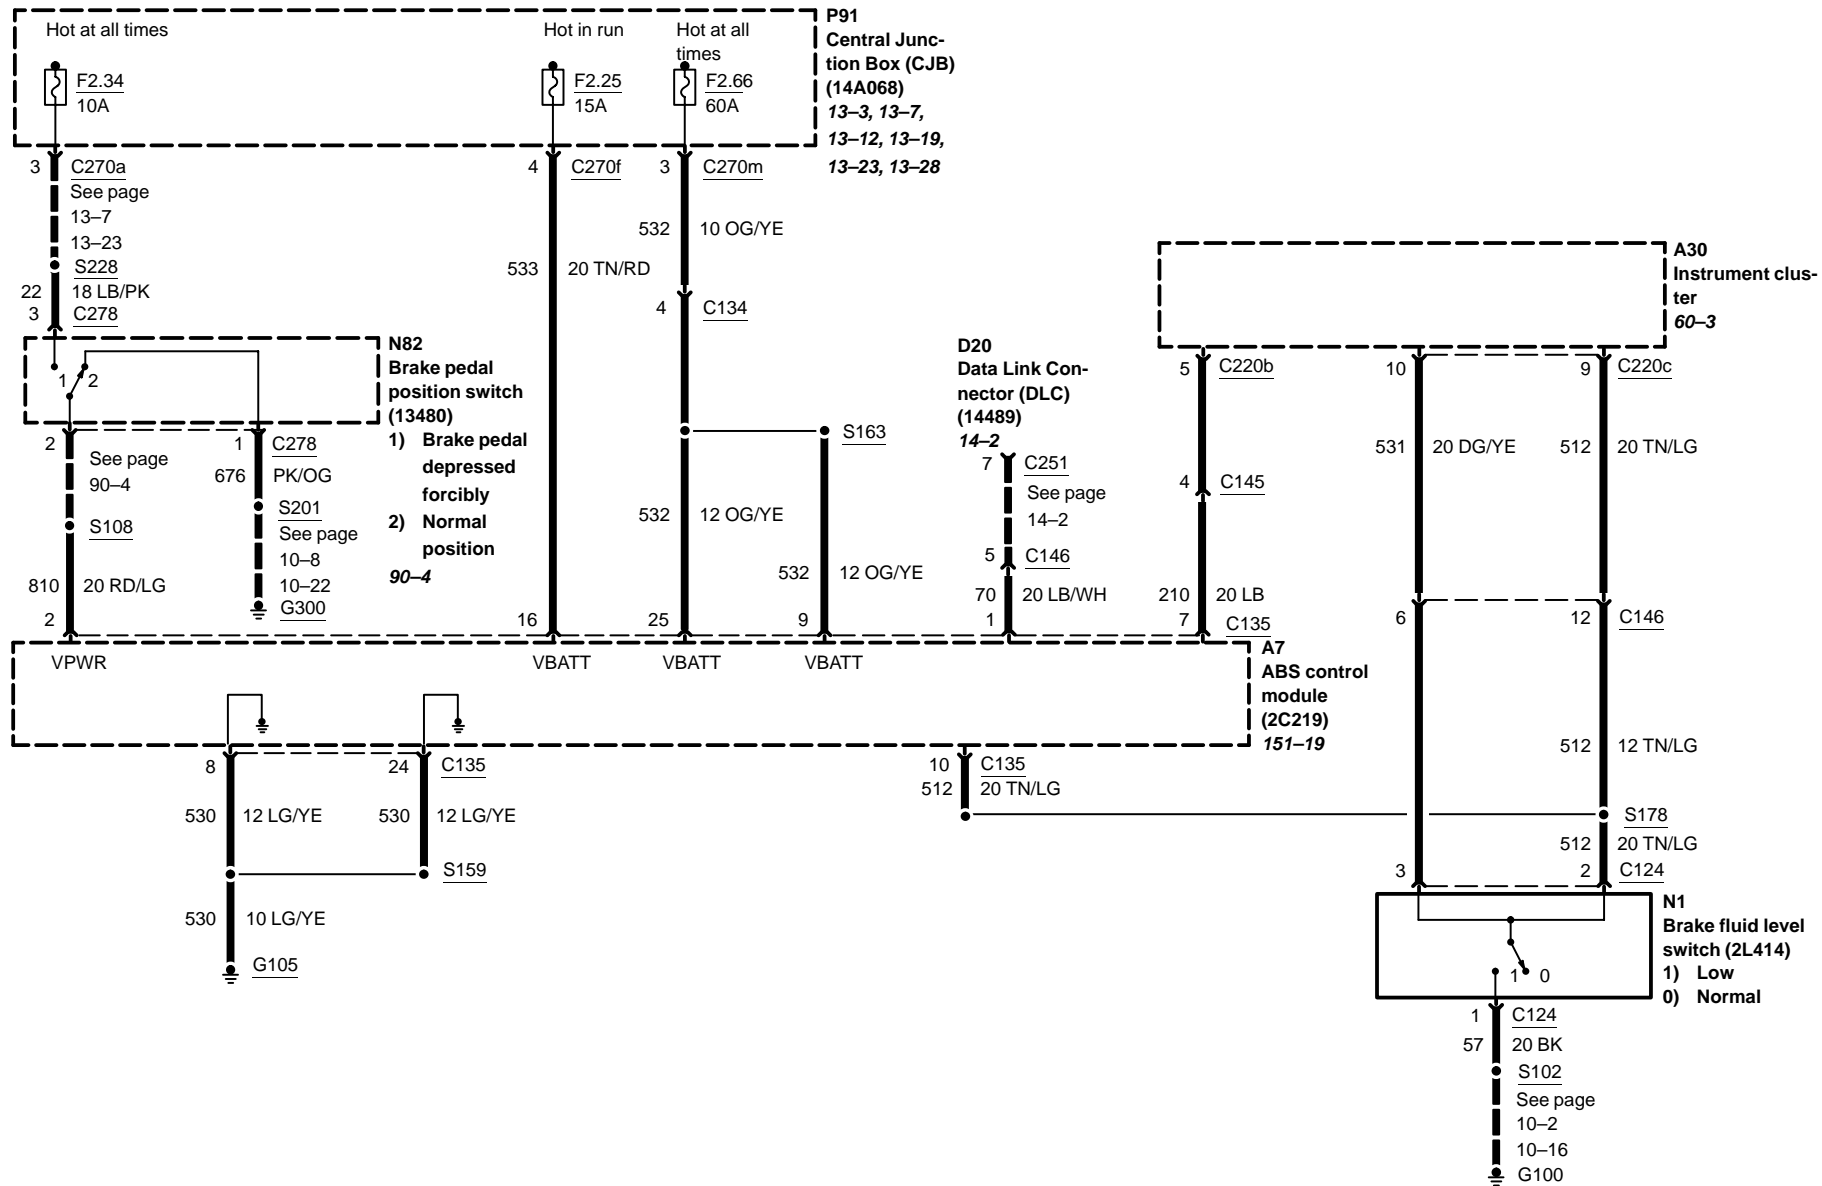 Hot at all times
Hot in run
Hot at all
times
F2.34
10A
F2.25
15A
F2.66
60A
P91
Central Junc-
tion Box (CJB)
(14A068)
13–3, 13–7,
13–12, 13–19,
13–23, 13–28
3 C270a
See page
13–7
13–23
S228
22 18 LB/PK
3 C278
4 C270f
3 C270m
532 10 OG/YE
533 20 TN/RD
4 C134
A30
Instrument clus-
ter
60–3
N82
Brake pedal
position switch
(13480)
1) Brake pedal
depressed
forcibly
2) Normal
position
90–4
1 2
2
See page
90–4
S108
810 20 RD/LG
2
1 C278
676 PK/OG
S201
See page
10–8
10–22
G300
S163
532 12 OG/YE
532 12 OG/YE
D20
Data Link Con-
nector (DLC)
(14489)
14–2
7 C251
See page
14–2
5 C146
70 20 LB/WH
5 C220b
4 C145
210 20 LB
10
9 C220c
531 20 DG/YE
512 20 TN/LG
6
12 C146
16
25
9
1
7 C135
VPWR
VBATT
VBATT
VBATT
A7
ABS control
module
(2C219)
151–19
8
24 C135
530 12 LG/YE
530 12 LG/YE
S159
530 10 LG/YE
G105
10 C135
512 20 TN/LG
512 12 TN/LG
S178
512 20 TN/LG
3
2 C124
N1
Brake fluid level
switch (2L414)
1) Low
0) Normal
1 0
1 C124
57 20 BK
S102
See page
10–2
10–16
G100